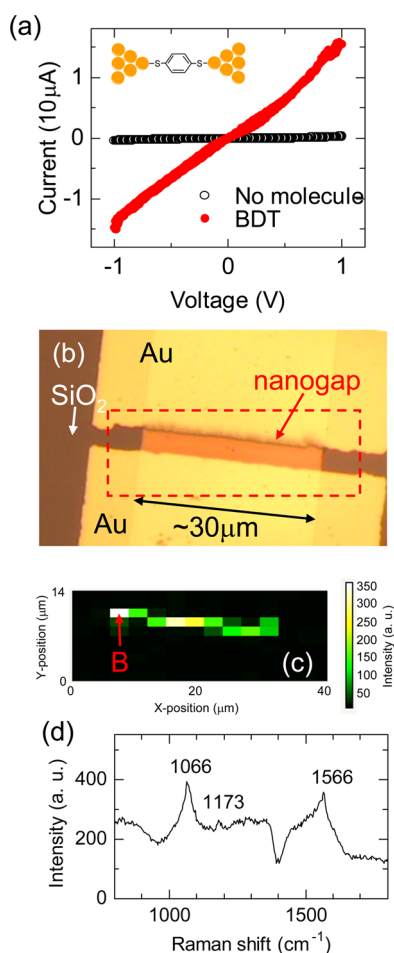 (a)
Current (10μA)
1
0
-1
S
S
No molecule
BDT
-1
0
1
Voltage (V)
(b)
Au
SiO2
nanogap
Au
~30μm
14
Y-position (μm)
0
B
(c)
0
20
40
X-position (μm)
350
300
250
200
150
100
50
Intensity (a. u.)
(d)
Intensity (a. u.)
400
200
0
1066
1173
1566
1000
1500
Raman shift (cm-1)